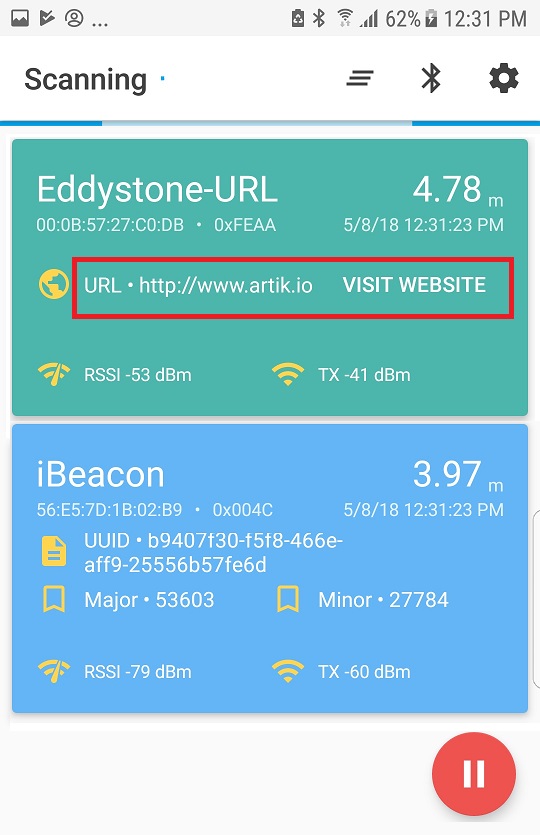 ... 62% 12:31 PM
Scanning
Eddystone-URL 4.78 m
00:0B:57:27:C0:DB • 0xFEAA 5/8/18 12:31:23 PM
URL • http://www.artik.io VISIT WEBSITE
RSSI -53 dBm TX -41 dBm
iBeacon 3.97 m
56:E5:7D:1B:02:B9 • 0x004C 5/8/18 12:31:23 PM
UUID • b9407f30-f5f8-466e-
aff9-25556b57fe6d
Major • 53603 Minor • 27784
RSSI -79 dBm TX -60 dBm